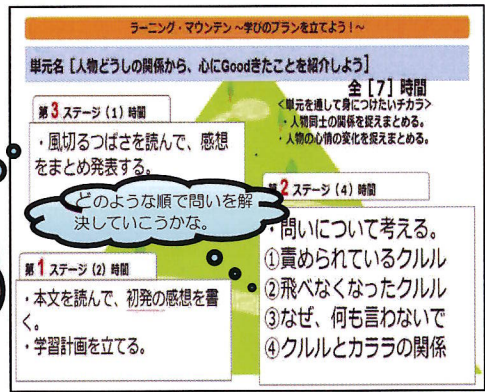 ラーニング・マウンテン ~学びのプランを立てよう!~
単元名[人物どうしの関係から、心にGoodきたことを紹介しよう]
全[7]時間
<単元を通して身につけたいチカラ>
・人物同士の関係を捉えまとめる。
・人物の心情の変化を捉えまとめる。
第3ステージ(1)時間
・風切るつばさを読んで、感想
をまとめ発表する。
どのような順で問いを解
決していこうかな。
第2ステージ(4)時間
・問いについて考える。
①責められているクルル
②飛べなくなったクルル
③なぜ、何も言わないで
④クルルとカララの関係
第1ステージ(2)時間
・本文を読んで、初発の感想を書
く。
・学習計画を立てる。